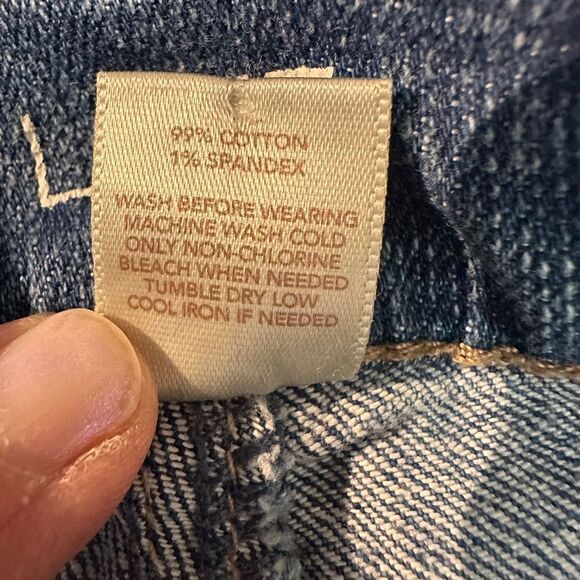 99% COTTON
1% SPANDEX
WASH BEFORE WEARING
MACHINE WASH COLD
ONLY NON-CHLORINE
BLEACH WHEN NEEDED
TUMBLE DRY LOW
COOL IRON IF NEEDED